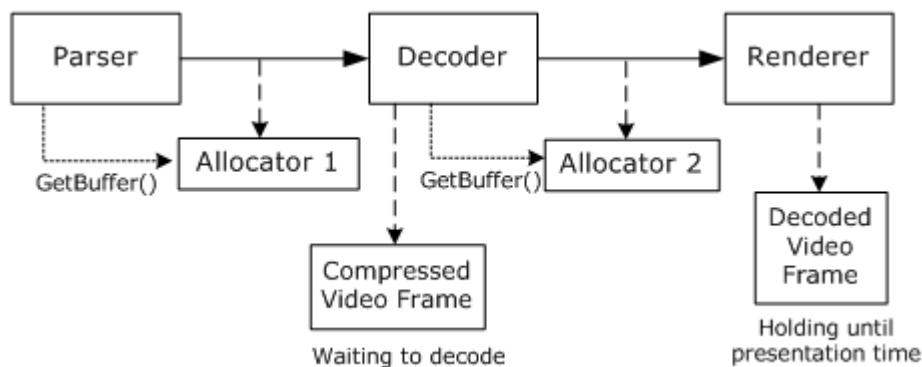 Parser
Decoder
Renderer
Allocator 1
Allocator 2
GetBuffer()
GetBuffer()
Compressed
Video Frame
Waiting to decode
Decoded
Video
Frame
Holding until
presentation time